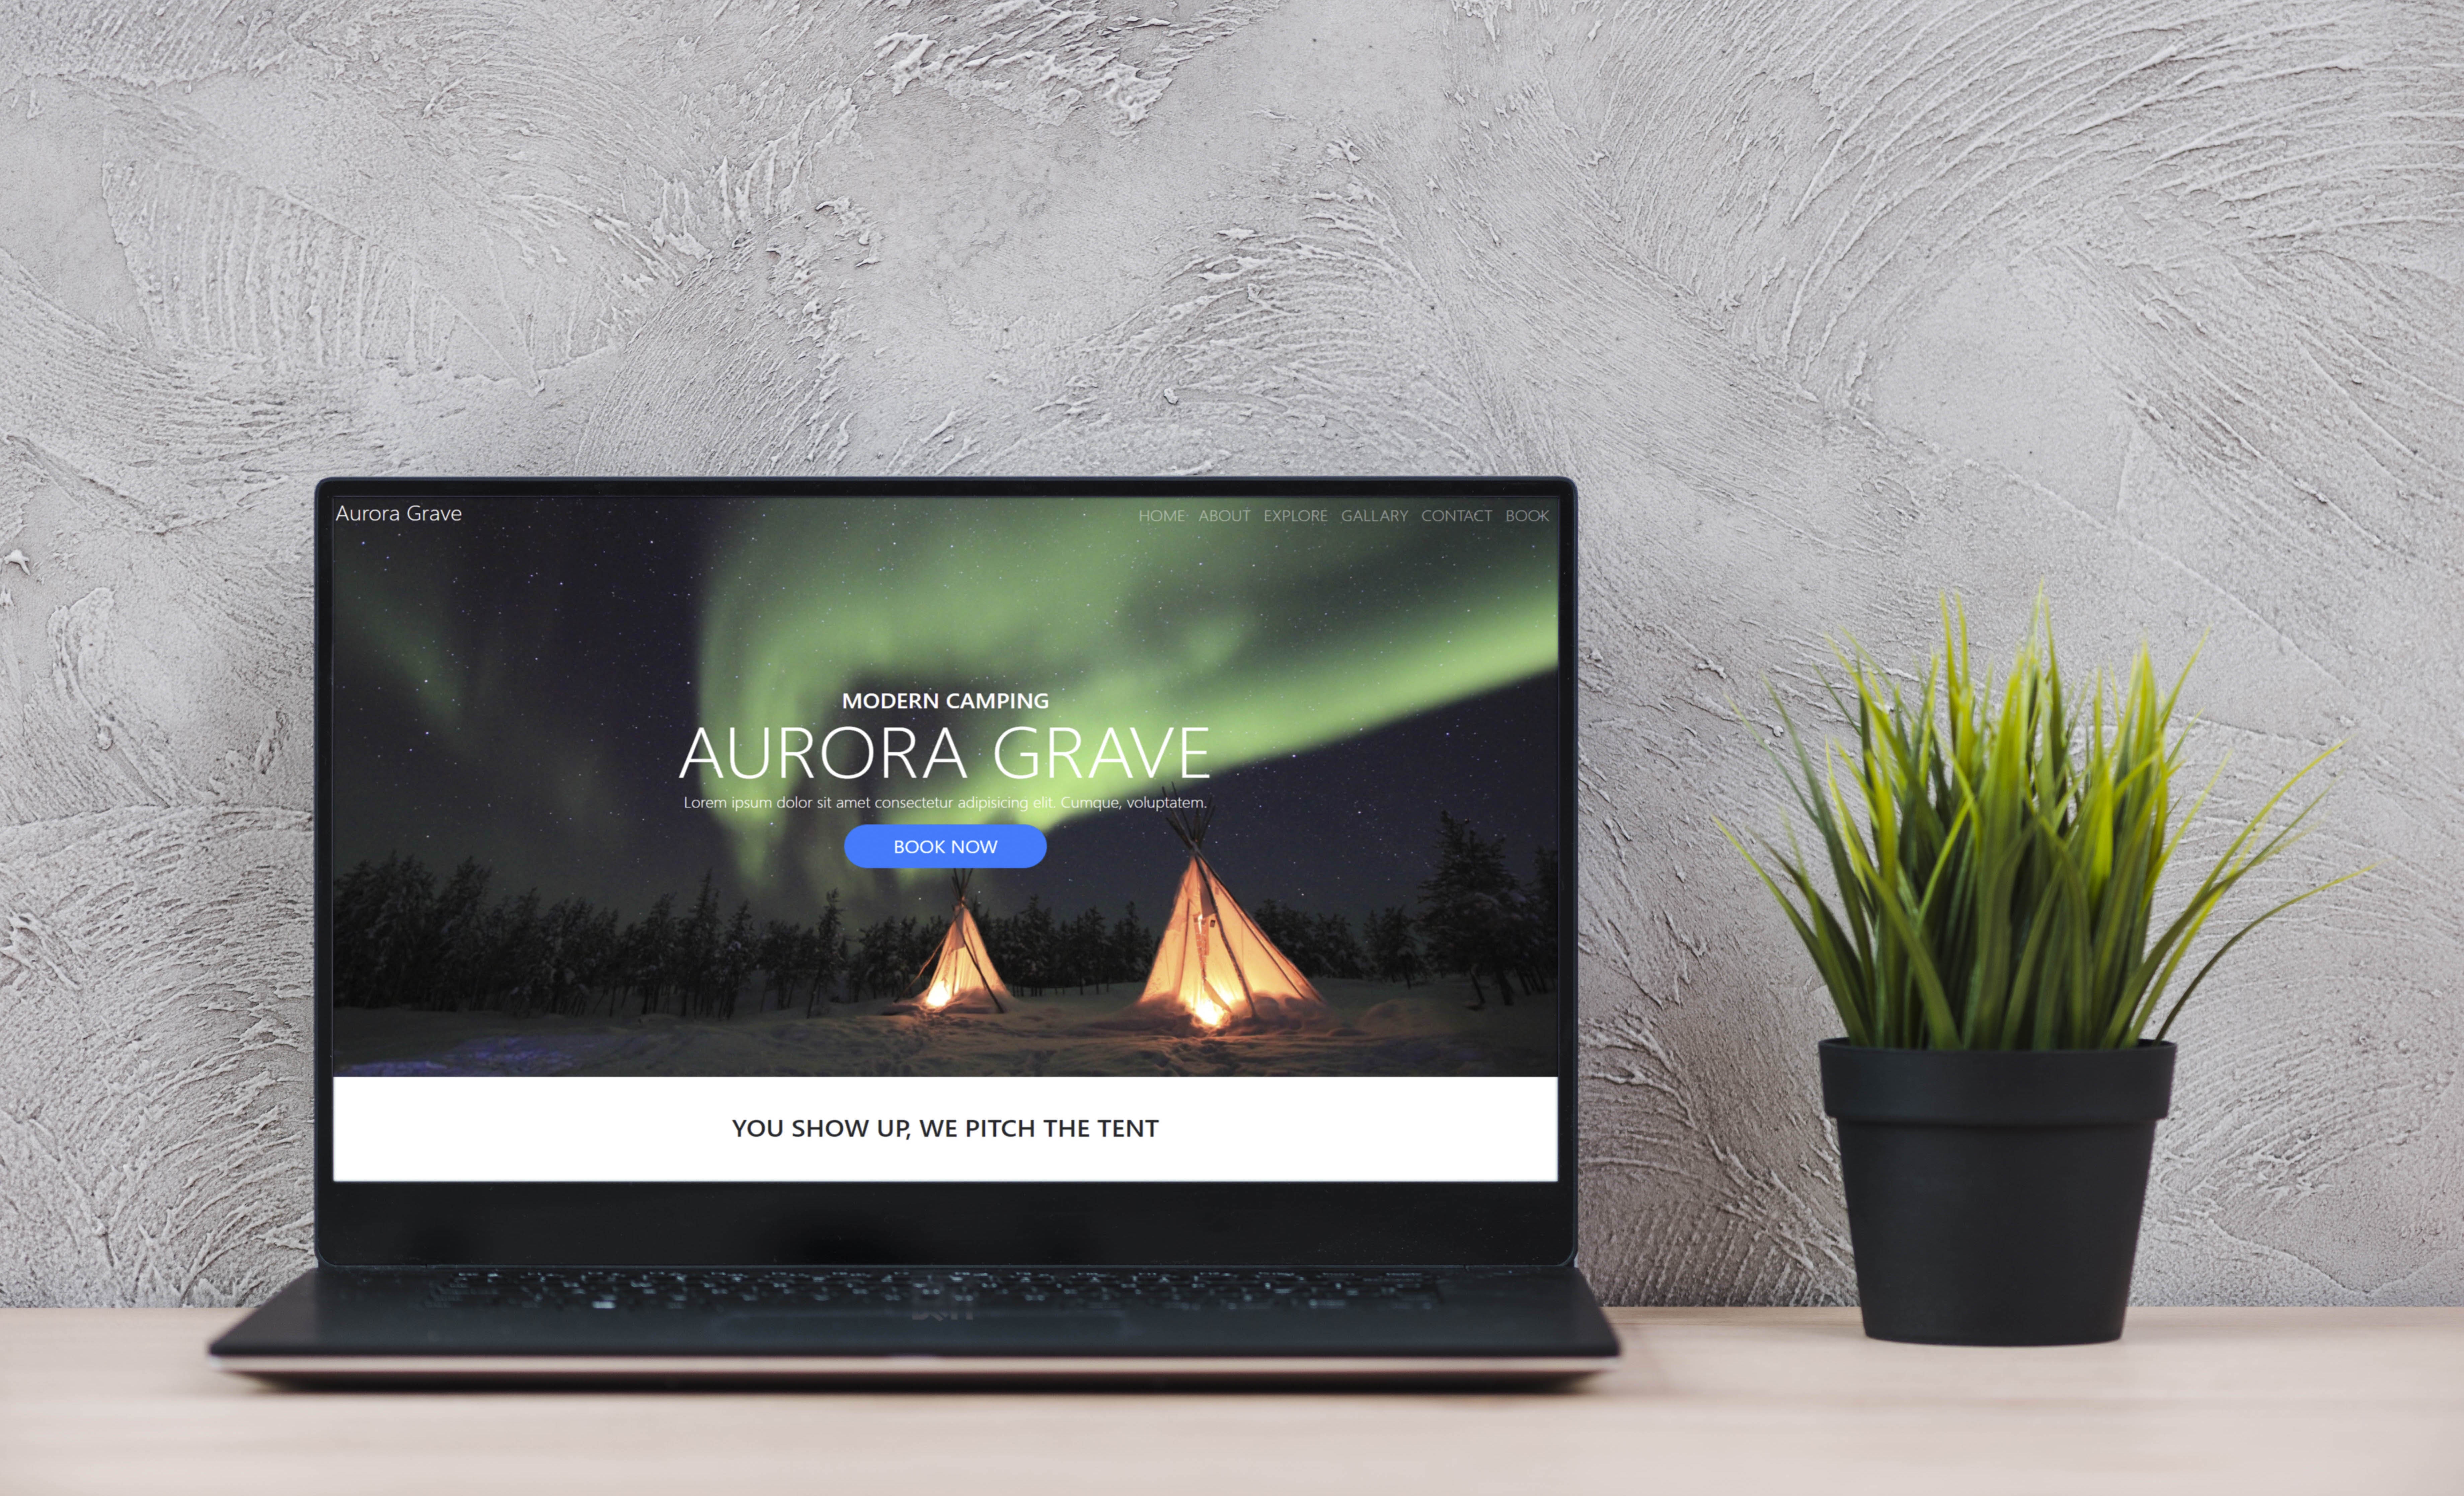 Aurora Grave
HOME ABOUT EXPLORE GALLARY CONTACT BOOK
MODERN CAMPING
AURORA GRAVE
Lorem ipsum dolor sit amet consectetur adipisicing elit. Cumque, voluptatem.
BOOK NOW
YOU SHOW UP, WE PITCH THE TENT